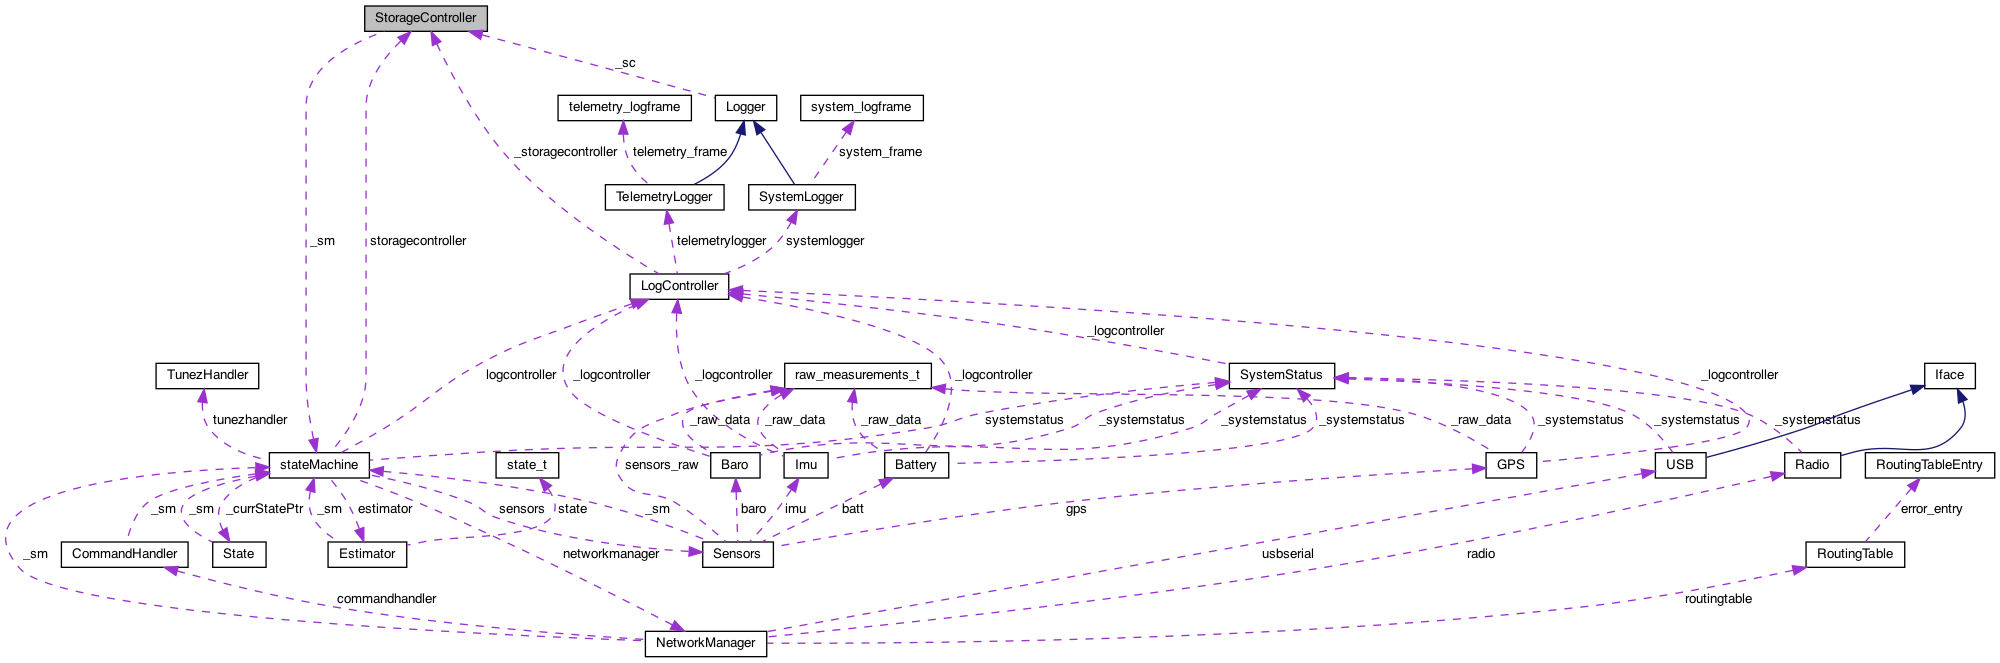 StorageController
_sc
telemetry_logframe
Logger
system_logframe
_storagecontroller
telemetry_frame
system_frame
TelemetryLogger
SystemLogger
_sm
storagecontroller
telemetrylogger
systemlogger
LogController
_logcontroller
TunezHandler
logcontroller
_logcontroller
_logcontroller
raw_measurements_t
_logcontroller
SystemStatus
_logcontroller
Iface
tunezhandler
_raw_data
_raw_data
_raw_data
systemstatus
_systemstatus
_systemstatus
_systemstatus
_raw_data
_systemstatus
_systemstatus
_systemstatus
stateMachine
state_t
sensors_raw
Baro
Imu
Battery
GPS
USB
Radio
RoutingTableEntry
_sm
_sm
_currStatePtr
_sm
estimator
sensors
state
_sm
baro
imu
batt
gps
error_entry
_sm
CommandHandler
State
Estimator
networkmanager
Sensors
usbserial
radio
RoutingTable
commandhandler
routingtable
NetworkManager